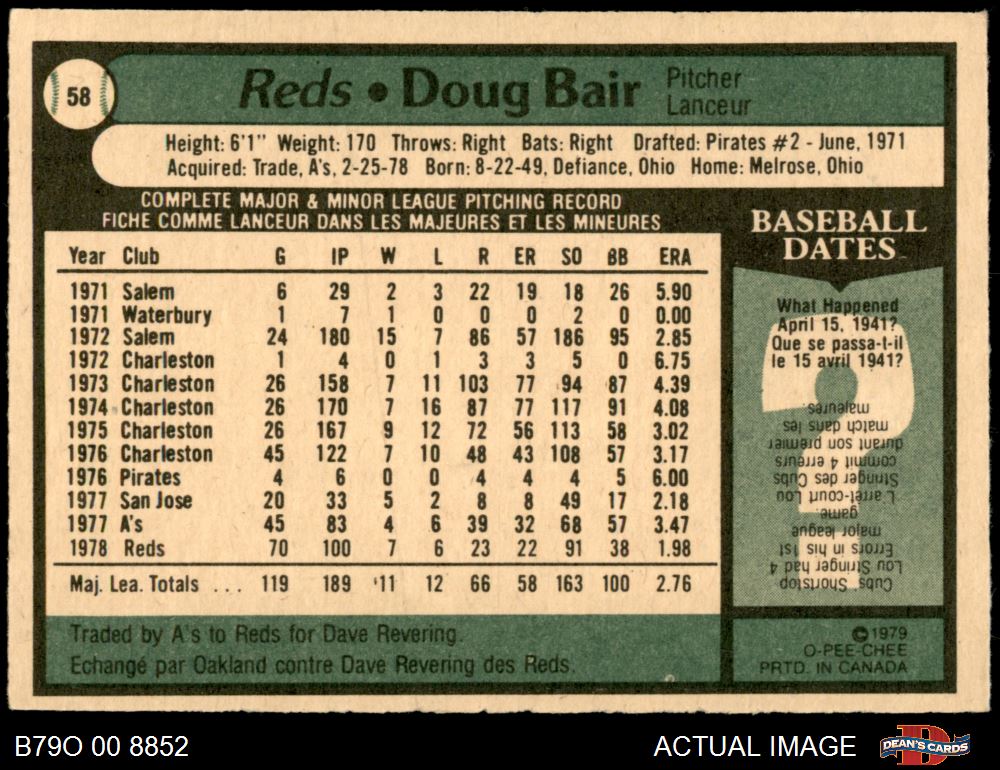 58
Reds • Doug Bair Pitcher
Lanceur
Height: 6'1" Weight: 170 Throws: Right Bats: Right Drafted: Pirates #2 - June, 1971
Acquired: Trade, A's, 2-25-78 Born: 8-22-49, Defiance, Ohio Home: Melrose, Ohio
COMPLETE MAJOR & MINOR LEAGUE PITCHING RECORD
FICHE COMME LANCEUR DANS LES MAJEURES ET LES MINEURES
Year Club G IP W L R ER SO BB ERA
1971 Salem 6 29 2 3 22 19 18 26 5.90
1971 Waterbury 1 7 1 0 0 0 2 0 0.00
1972 Salem 24 180 15 7 86 57 186 95 2.85
1972 Charleston 1 4 0 1 3 3 5 0 6.75
1973 Charleston 26 158 7 11 103 77 94 87 4.39
1974 Charleston 26 170 7 16 87 77 117 91 4.08
1975 Charleston 26 167 9 12 72 56 113 58 3.02
1976 Charleston 45 122 7 10 48 43 108 57 3.17
1976 Pirates 4 6 0 0 4 4 4 5 6.00
1977 San Jose 20 33 5 2 8 8 49 17 2.18
1977 A's 45 83 4 6 39 32 68 57 3.47
1978 Reds 70 100 7 6 23 22 91 38 1.98
Maj. Lea. Totals ... 119 189 11 12 66 58 163 100 2.76
Traded by A's to Reds for Dave Revering.
Echangé par Oakland contre Dave Revering des Reds.
BASEBALL
DATES
What Happened
April 15, 1941?
Que se passa-t-il
le 15 avril 1941?
Cubs Shortstop
Lou Stringer had 4
Errors in his 1st
major league
game.
L'arret-court Lou
Stringer des Cubs
commit 4 erreurs
durant son premier
match dans les
majeures.
©1979
O-PEE-CHEE
PRTD. IN CANADA
B79O 00 8852
ACTUAL IMAGE
DEAN'S CARDS